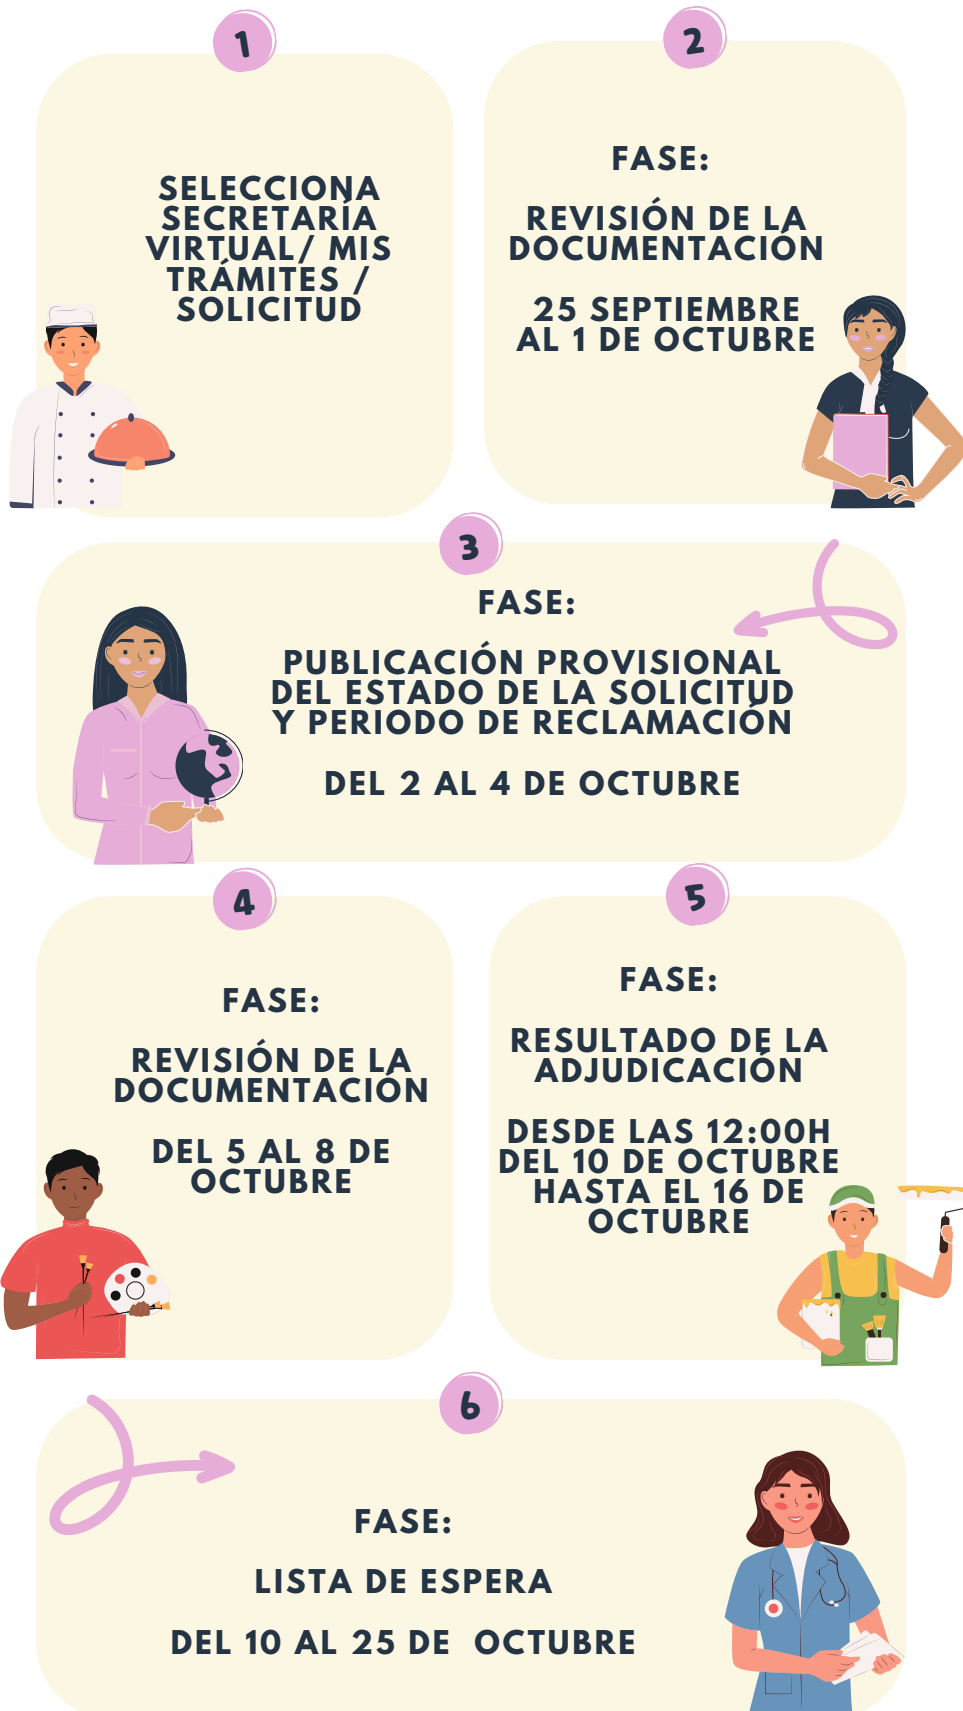 1
SELECCIONA
SECRETARÍA
VIRTUAL/ MIS
TRÁMITES /
SOLICITUD
2
FASE:
REVISIÓN DE LA
DOCUMENTACIÓN
25 SEPTIEMBRE
AL 1 DE OCTUBRE
3
FASE:
PUBLICACIÓN PROVISIONAL
DEL ESTADO DE LA SOLICITUD
Y PERIODO DE RECLAMACIÓN
DEL 2 AL 4 DE OCTUBRE
4
FASE:
REVISIÓN DE LA
DOCUMENTACIÓN
DEL 5 AL 8 DE
OCTUBRE
5
FASE:
RESULTADO DE LA
ADJUDICACIÓN
DESDE LAS 12:00H
DEL 10 DE OCTUBRE
HASTA EL 16 DE
OCTUBRE
6
FASE:
LISTA DE ESPERA
DEL 10 AL 25 DE OCTUBRE